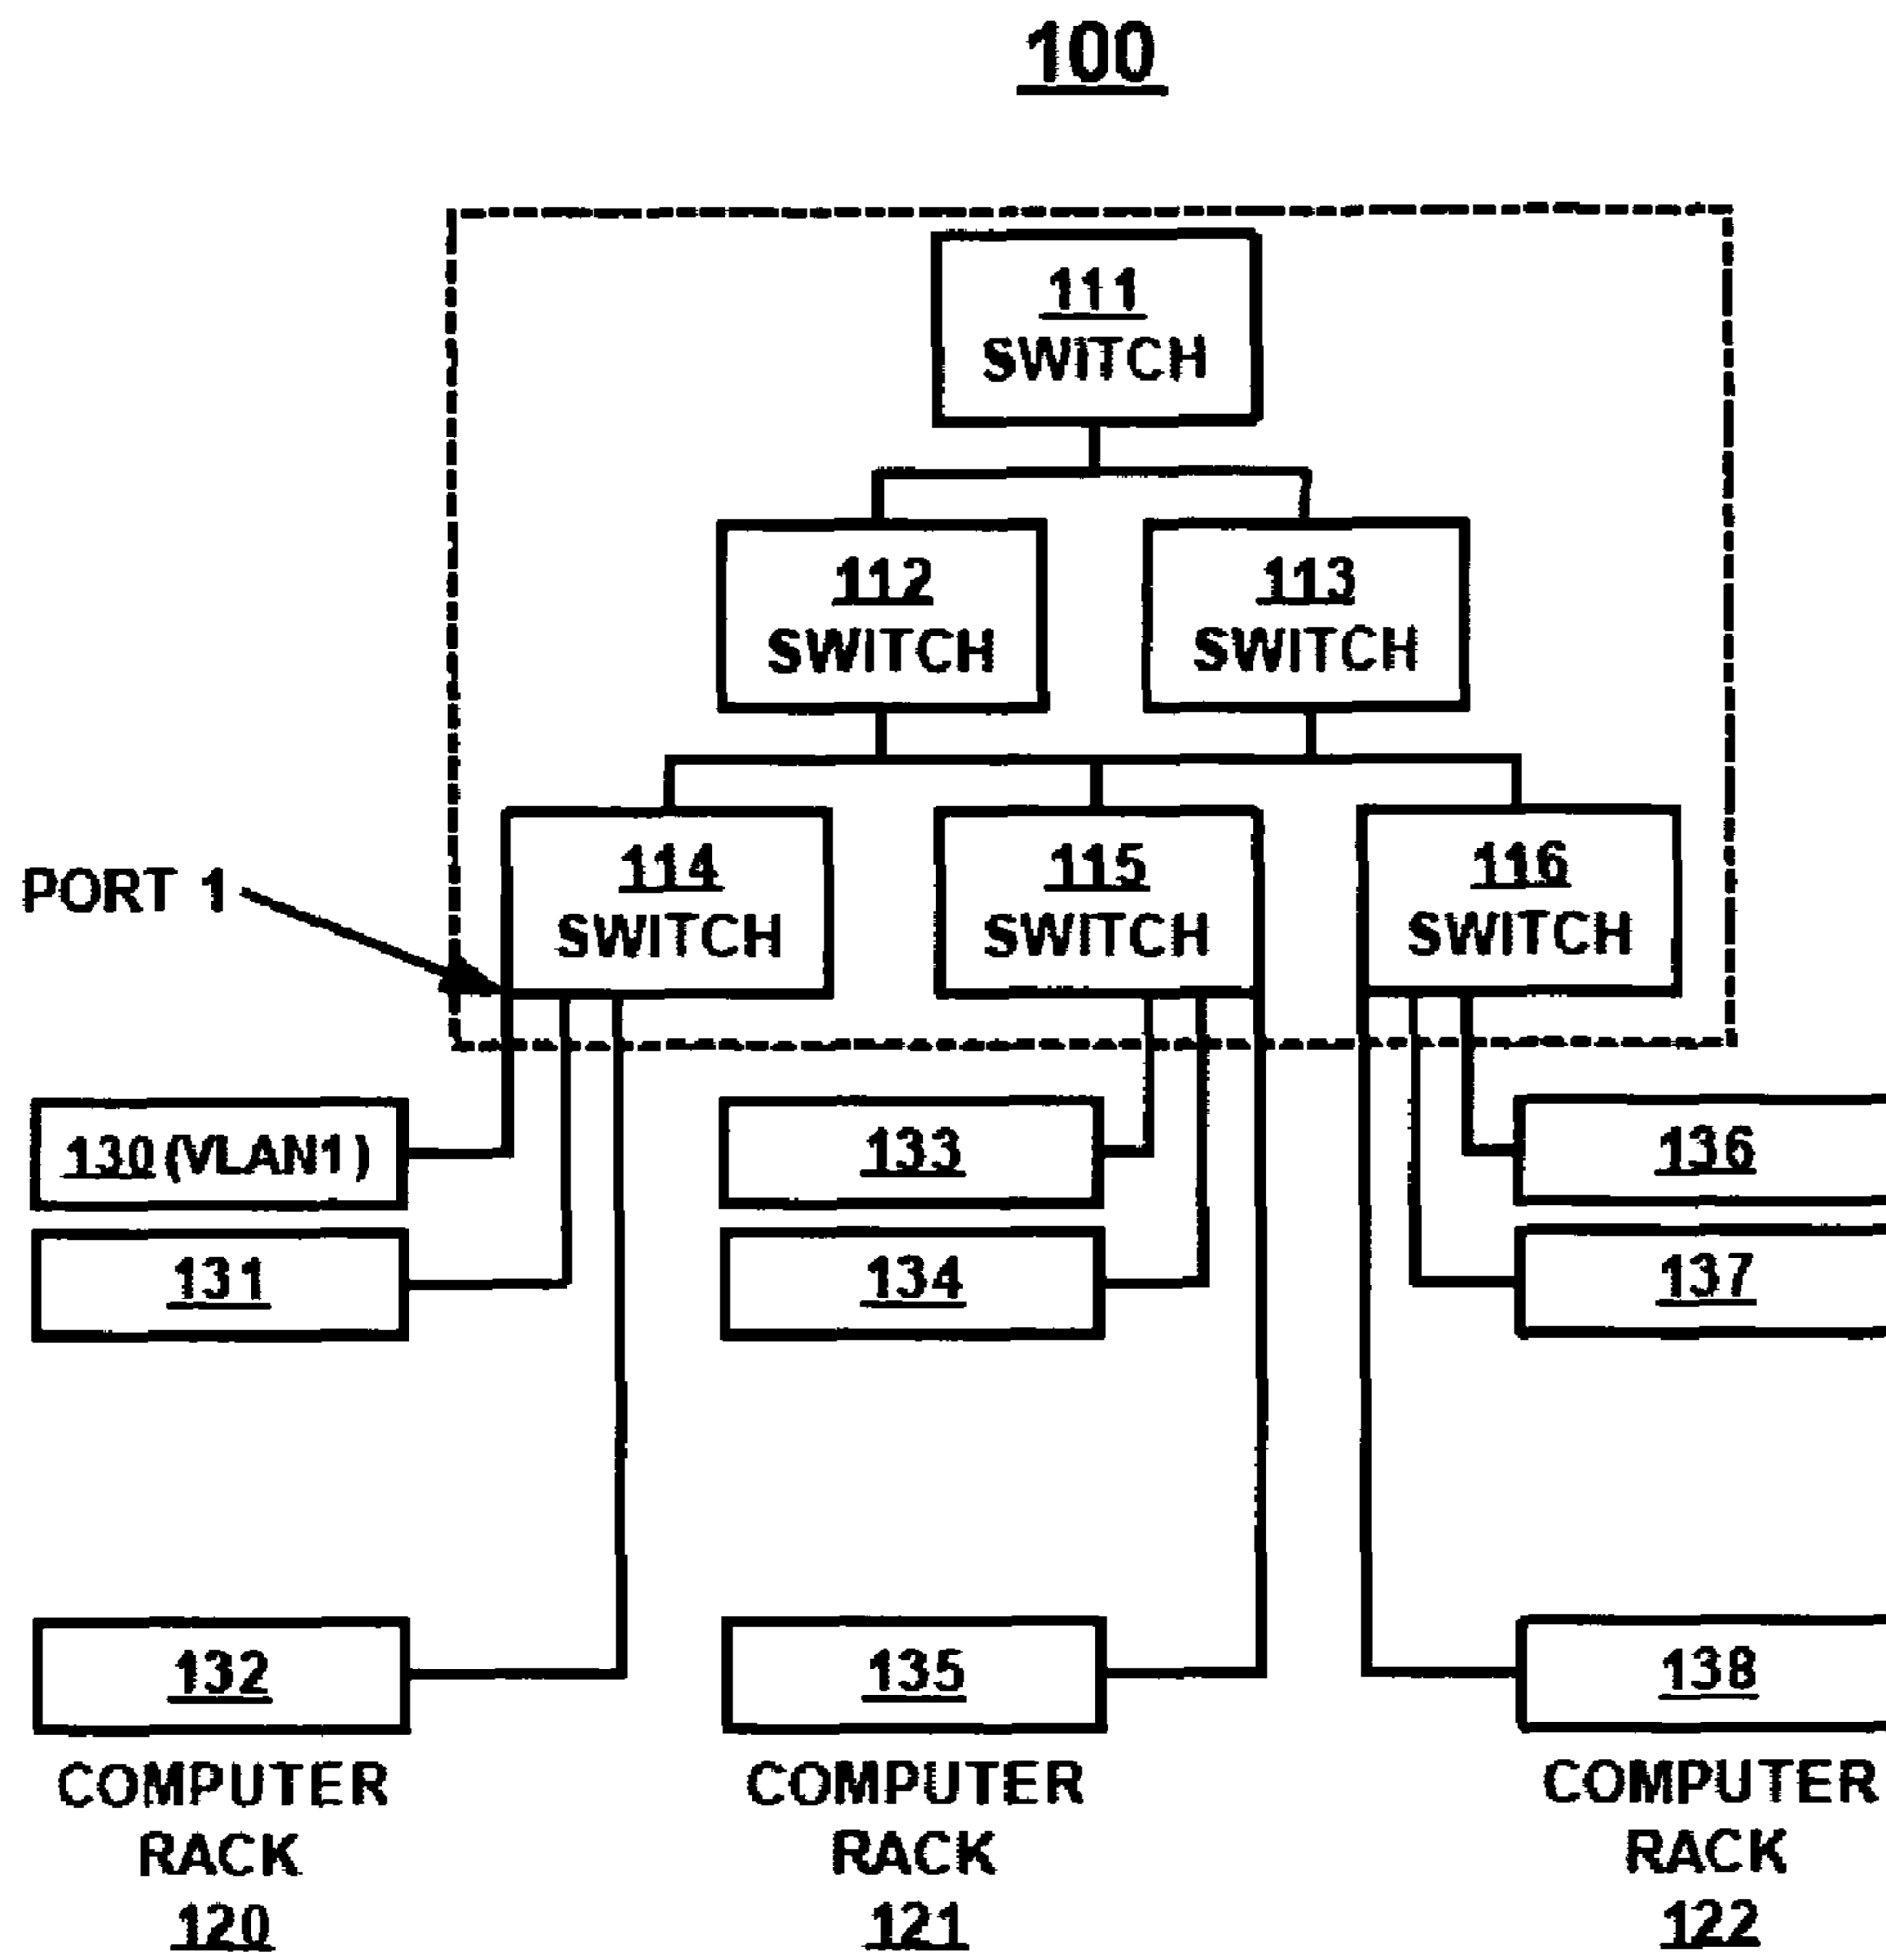 100
111
SWITCH
112
SWITCH
113
SWITCH
114
SWITCH
115
SWITCH
116
SWITCH
PORT 1
130 (VLAN1)
133
136
131
134
137
132
135
138
COMPUTER
RACK
120
COMPUTER
RACK
121
COMPUTER
RACK
122